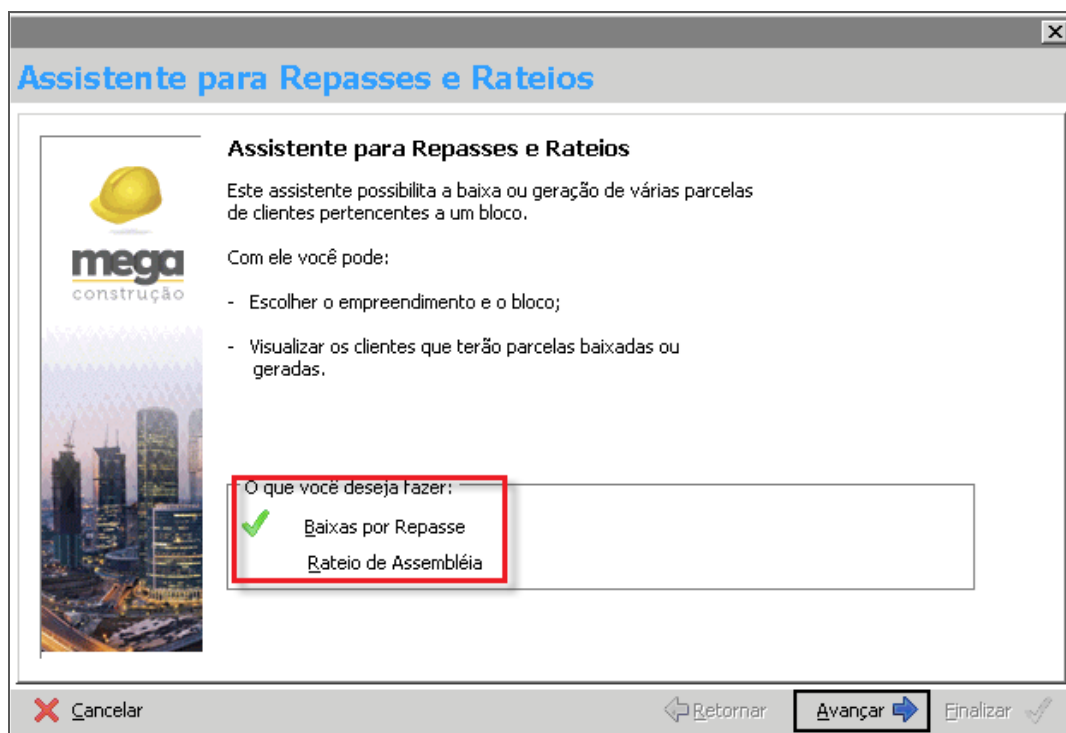 Assistente para Repasses e Rateios
Assistente para Repasses e Rateios
Este assistente possibilita a baixa ou geração de várias parcelas
de clientes pertencentes a um bloco.
Com ele você pode:
- Escolher o empreendimento e o bloco;
- Visualizar os clientes que terão parcelas baixadas ou
geradas.
mega
construção
O que você deseja fazer:
Baixas por Repasse
Rateio de Assembléia
Cancelar
Retornar
Avançar
Finalizar